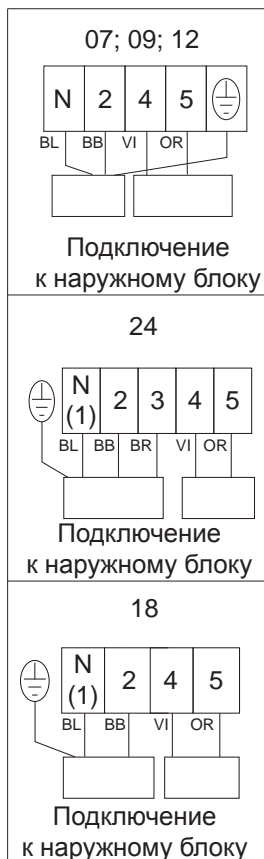 07; 09; 12
N 2 4 5
BL BB VI OR
Подключение
к наружному блоку
24
N (1) 2 3 4 5
BL BB BR VI OR
Подключение
к наружному блоку
18
N (1) 2 4 5
BL BB VI OR
Подключение
к наружному блоку